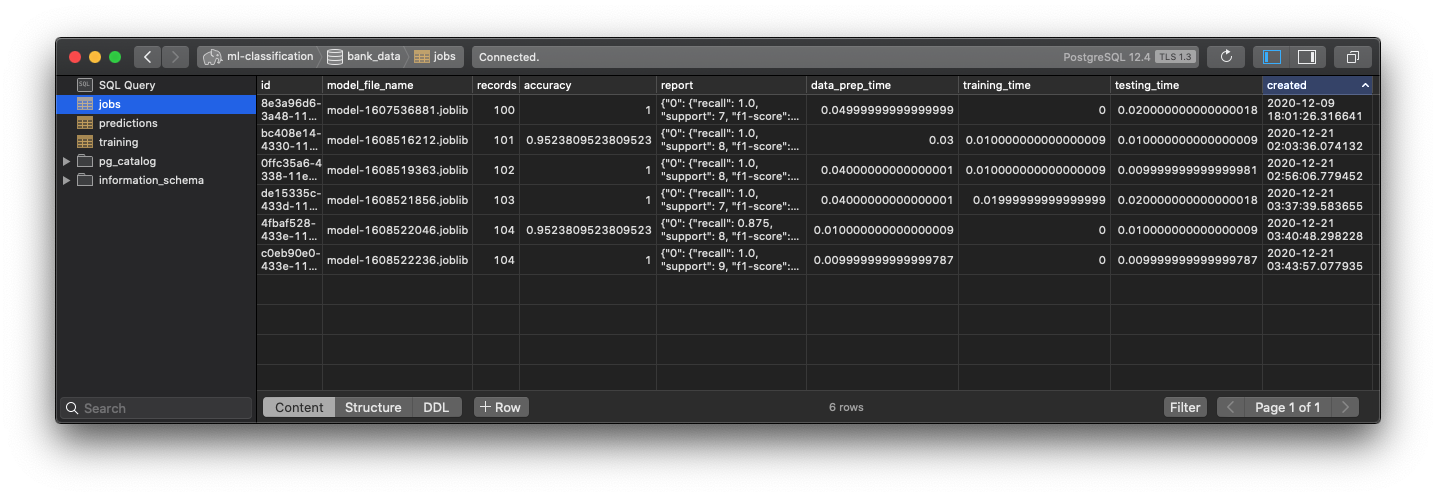 ml-classification bank_data jobs Connected. PostgreSQL 12.4 TLS 1.3
SQL SQL Query
jobs
predictions
training
pg_catalog
information_schema
Search
id model_file_name records accuracy report data_prep_time training_time testing_time created
8e3a96d6-
3a48-11... model-1607536881.joblib 100 1 {"0": {"recall": 1.0,
"support": 7, "f1-score":... 0.04999999999999999 0 0.020000000000000018 2020-12-09
18:01:26.316641
bc408e14-
4330-11... model-1608516212.joblib 101 0.9523809523809523 {"0": {"recall": 1.0,
"support": 8, "f1-score":... 0.03 0.010000000000000009 0.010000000000000009 2020-12-21
02:03:36.074132
0ffc35a6-4
338-11e... model-1608519363.joblib 102 1 {"0": {"recall": 1.0,
"support": 8, "f1-score":... 0.04000000000000001 0.010000000000000009 0.009999999999999981 2020-12-21
02:56:06.779452
de15335c-
433d-11... model-1608521856.joblib 103 1 {"0": {"recall": 1.0,
"support": 7, "f1-score":... 0.04000000000000001 0.01999999999999999 0.020000000000000018 2020-12-21
03:37:39.583655
4fbaf528-
433e-11... model-1608522046.joblib 104 0.9523809523809523 {"0": {"recall": 0.875,
"support": 8, "f1-score":... 0.010000000000000009 0 0.010000000000000009 2020-12-21
03:40:48.298228
c0eb90e0-
433e-11... model-1608522236.joblib 104 1 {"0": {"recall": 1.0,
"support": 9, "f1-score":... 0.009999999999999787 0 0.009999999999999787 2020-12-21
03:43:57.077935
Content Structure DDL + Row 6 rows Filter Page 1 of 1